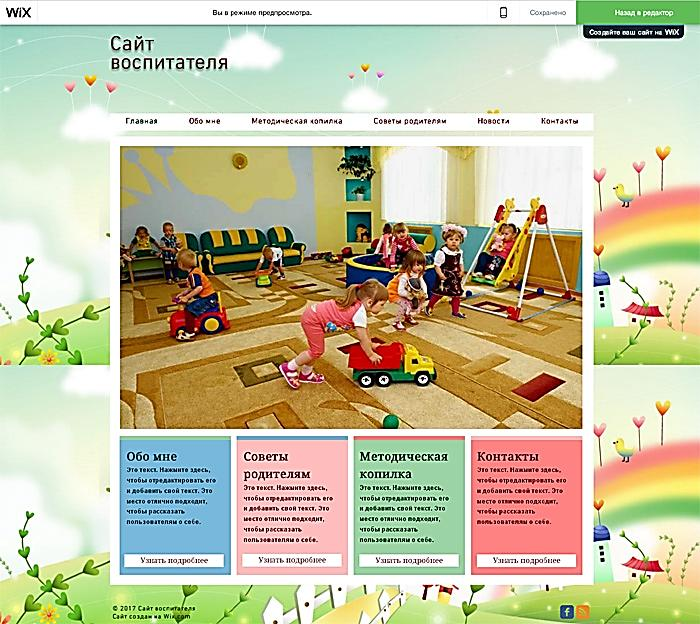 WiX
Вы в режиме предпросмотра.
Сохранено
Назад в редактор
Создайте ваш сайт на WiX
Сайт
воспитателя
Главная
Обо мне
Методическая копилка
Советы родителям
Новости
Контакты
Обо мне
Это текст. Нажмите здесь,
чтобы отредактировать его
и добавить свой текст. Это
место отлично подходит,
чтобы рассказать
пользователям о себе.
Узнать подробнее
Советы
родителям
Это текст. Нажмите здесь,
чтобы отредактировать его
и добавить свой текст. Это
место отлично подходит,
чтобы рассказать
пользователям о себе.
Узнать подробнее
Методическая
копилка
Это текст. Нажмите здесь,
чтобы отредактировать его
и добавить свой текст. Это
место отлично подходит,
чтобы рассказать
пользователям о себе.
Узнать подробнее
Контакты
Это текст. Нажмите здесь,
чтобы отредактировать его
и добавить свой текст. Это
место отлично подходит,
чтобы рассказать
пользователям о себе.
Узнать подробнее
© 2017 Сайт воспитателя
Сайт создан на Wix.com